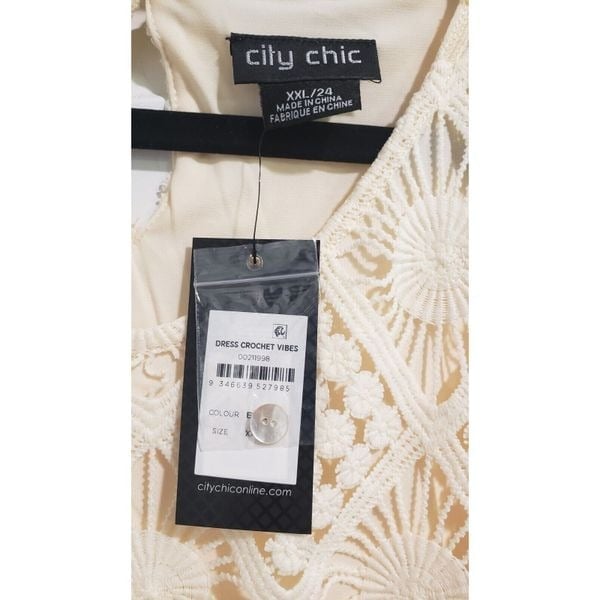 city chic
XXL/24
MADE IN CHINA
FABRIQUE EN CHINE
DRESS CROCHET VIBES
00211998
9 346639 527985
COLOUR
SIZE
citychiconline.com